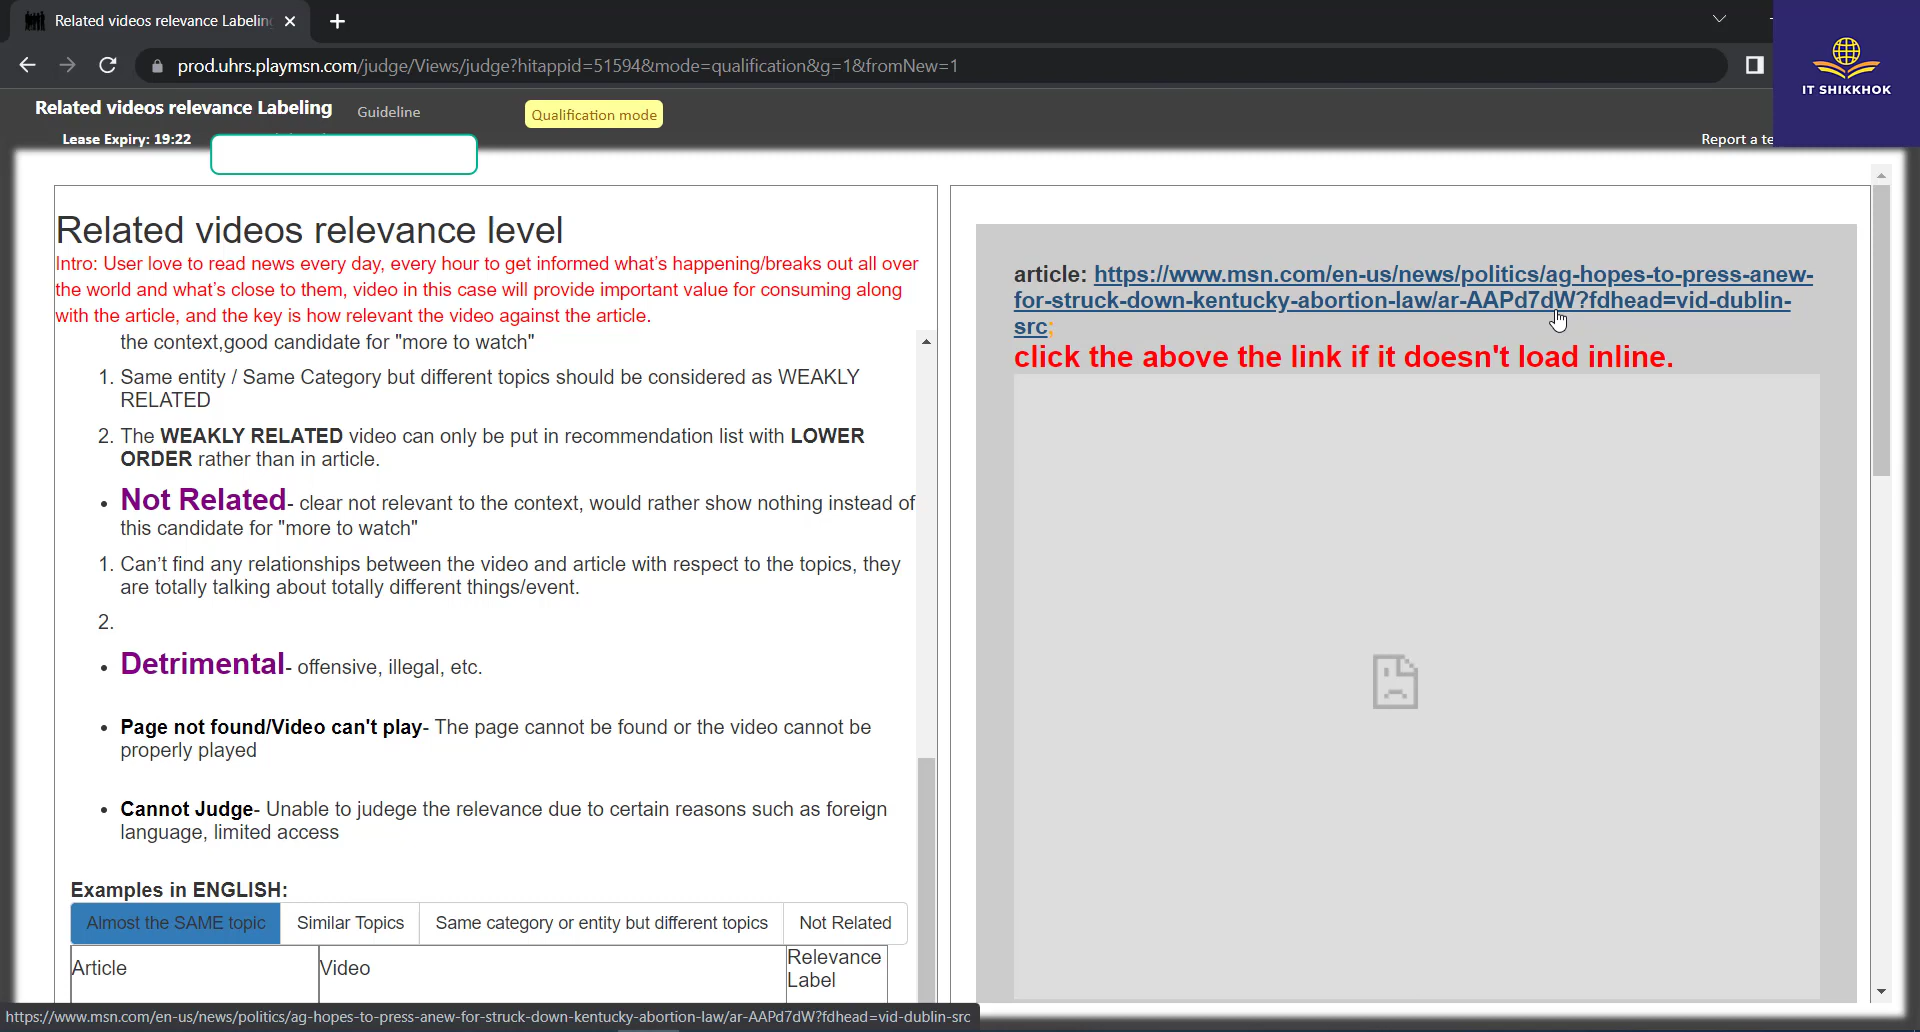 Related videos relevance Labelin
prod.uhrs.playmsn.com/judge/Views/judge?hitappid=51594&mode=qualification&g=1&fromNew=1
IT SHIKKHOK
Related videos relevance Labeling
Guideline
Qualification mode
Lease Expiry: 19:22
Report a te
Related videos relevance level
Intro: User love to read news every day, every hour to get informed what's happening/breaks out all over
the world and what's close to them, video in this case will provide important value for consuming along
with the article, and the key is how relevant the video against the article.
the context,good candidate for "more to watch"
1. Same entity / Same Category but different topics should be considered as WEAKLY
RELATED
2. The WEAKLY RELATED video can only be put in recommendation list with LOWER
ORDER rather than in article.
• Not Related- clear not relevant to the context, would rather show nothing instead of
this candidate for "more to watch"
1. Can't find any relationships between the video and article with respect to the topics, they
are totally talking about totally different things/event.
2.
• Detrimental- offensive, illegal, etc.
• Page not found/Video can't play- The page cannot be found or the video cannot be
properly played
• Cannot Judge- Unable to judege the relevance due to certain reasons such as foreign
language, limited access
Examples in ENGLISH:
Almost the SAME topic
Similar Topics
Same category or entity but different topics
Not Related
Article
Video
Relevance
Label
article: https://www.msn.com/en-us/news/politics/ag-hopes-to-press-anew-
for-struck-down-kentucky-abortion-law/ar-AAPd7dW?fdhead=vid-dublin-
src;
click the above the link if it doesn't load inline.
https://www.msn.com/en-us/news/politics/ag-hopes-to-press-anew-for-struck-down-kentucky-abortion-law/ar-AAPd7dW?fdhead=vid-dublin-src